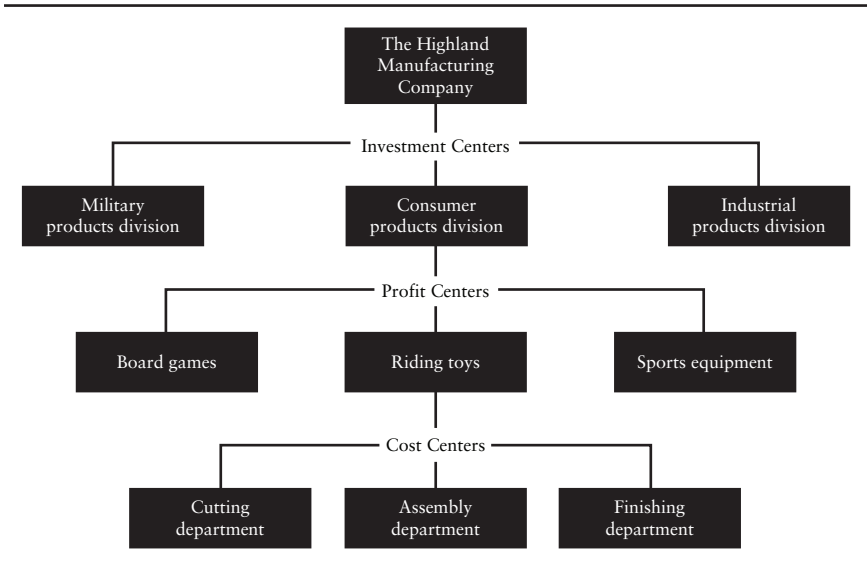 The Highland
Manufacturing
Company
Investment Centers
Military
products division
Consumer
products division
Industrial
products division
Profit Centers
Board games
Riding toys
Sports equipment
Cost Centers
Cutting
department
Assembly
department
Finishing
department